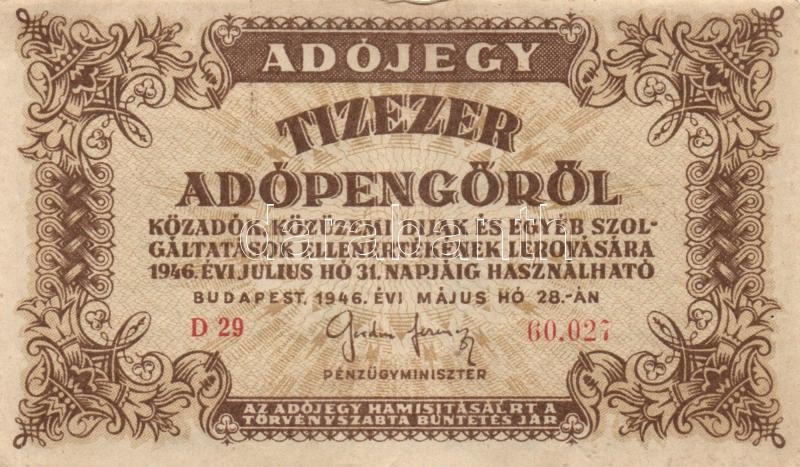 ADÓJEGY
TIZEZER
ADÓPENGŐRŐL
KÖZADÓK, KÖZÜZEMI DIJAK ÉS EGYÉB SZOL-
GÁLTATÁSOK ELLENÉRTÉKÉNEK LEROVÁSÁRA
1946. ÉVI JULIUS HÓ 31. NAPJÁIG HASZNÁLHATÓ
BUDAPEST, 1946. ÉVI MÁJUS HÓ 28.-ÁN
D 29 60.027
PÉNZÜGYMINISZTER
AZ ADÓJEGY HAMISITÁSÁÉRT A
TÖRVÉNYSZABTA BÜNTETÉS JÁR